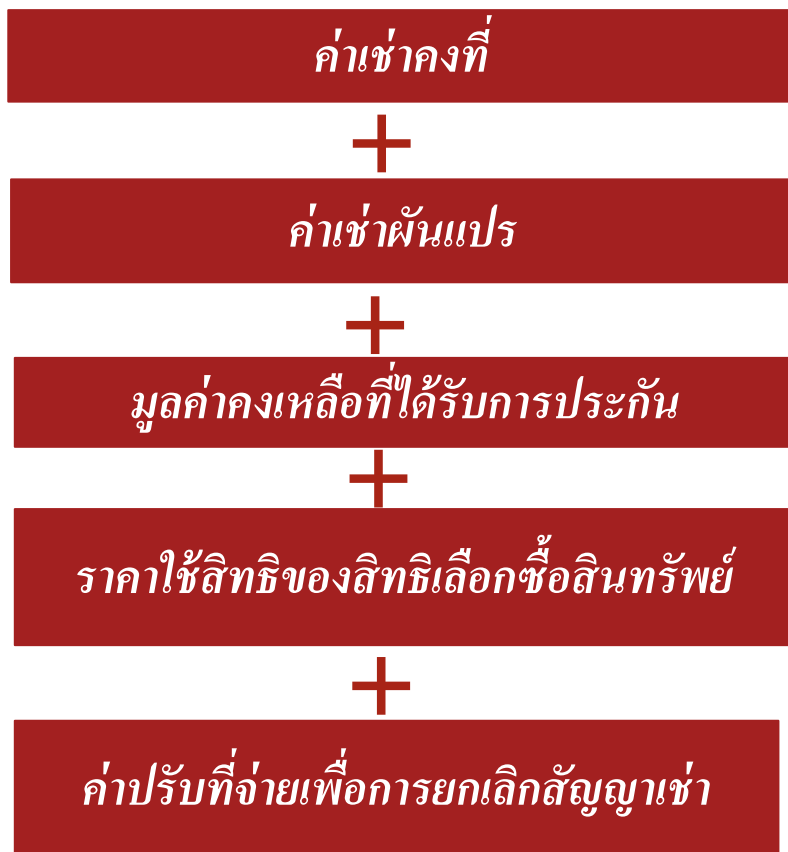 ค่าเช่าคงที่
+
ค่าเช่าผันแปร
+
มูลค่าคงเหลือที่ได้รับการประกัน
+
ราคาใช้สิทธิของสิทธิเลือกซื้อสินทรัพย์
+
ค่าปรับที่จ่ายเพื่อการยกเลิกสัญญาเช่า